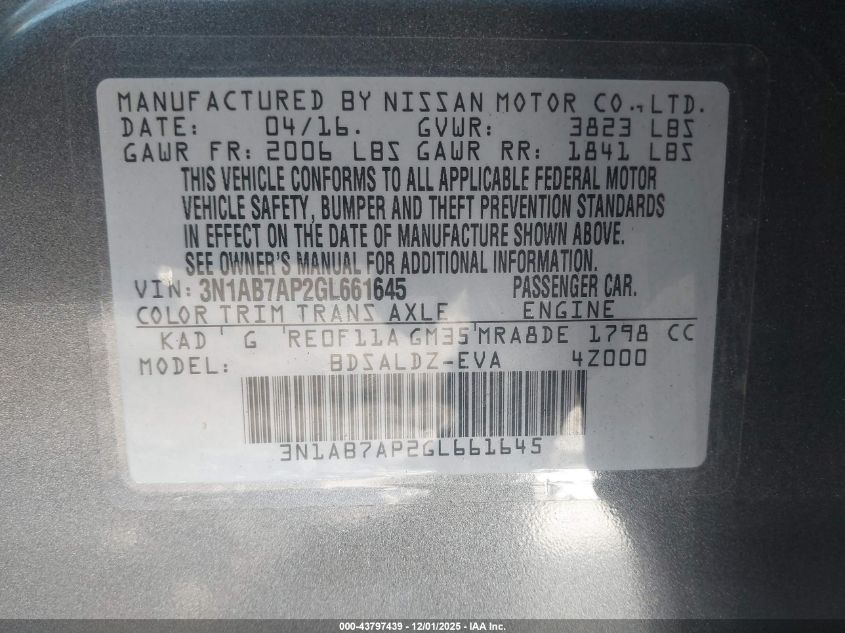 MANUFACTURED BY NISSAN MOTOR CO., LTD.
DATE: 04/16. GVWR: 3823 LBS
GAWR FR: 2006 LBS GAWR RR: 1841 LBS
THIS VEHICLE CONFORMS TO ALL APPLICABLE FEDERAL MOTOR
VEHICLE SAFETY, BUMPER AND THEFT PREVENTION STANDARDS
IN EFFECT ON THE DATE OF MANUFACTURE SHOWN ABOVE.
SEE OWNER'S MANUAL FOR ADDITIONAL INFORMATION.
VIN: 3N1AB7AP2GL661645 PASSENGER CAR.
COLOR TRIM TRANS AXLE ENGINE
KAD G RE0F11A GM35 MRA8DE 1798 CC
MODEL: BDSALDZ-EVA 4Z000
3N1AB7AP2GL661645
000-43797439 - 12/01/2025 - IAA Inc.